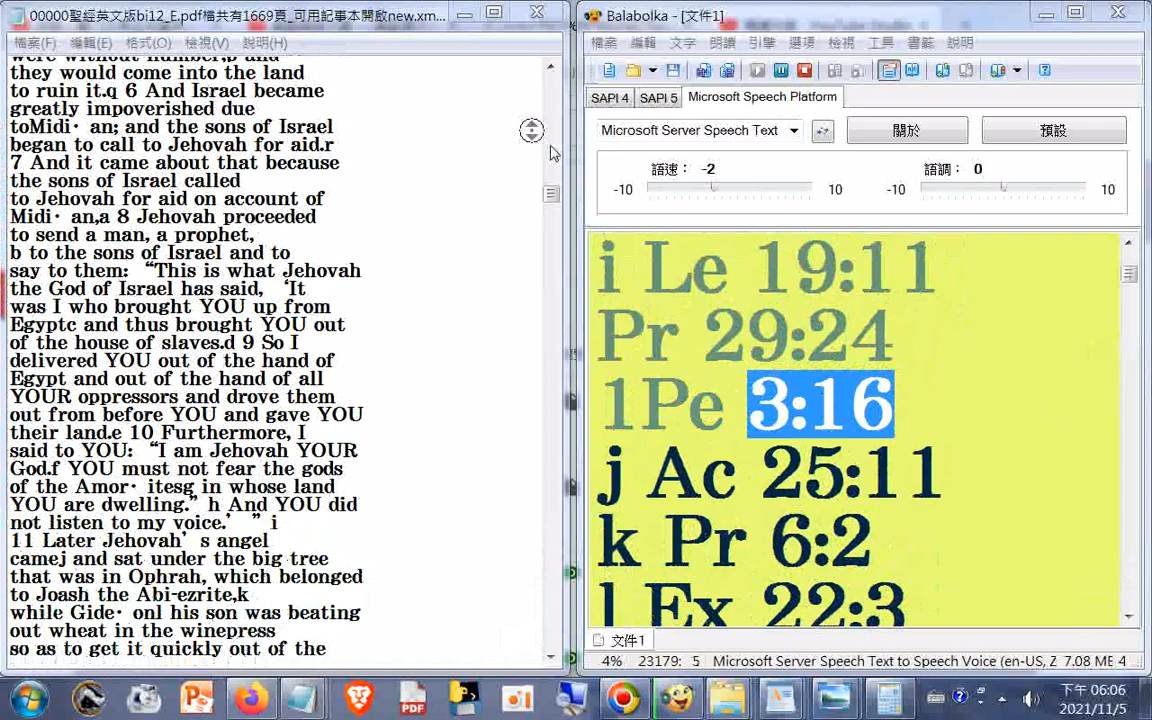 00000聖經英文版bi12_E.pdf檔共有1669頁_可用記事本開啟new.xm...
檔案(F) 編輯(E) 格式(O) 檢視(V) 說明(H)
they would come into the land
to ruin it.q 6 And Israel became
greatly impoverished due
toMidi· an; and the sons of Israel
began to call to Jehovah for aid.r
7 And it came about that because
the sons of Israel called
to Jehovah for aid on account of
Midi· an,a 8 Jehovah proceeded
to send a man, a prophet,
b to the sons of Israel and to
say to them: “This is what Jehovah
the God of Israel has said, ‘It
was I who brought YOU up from
Egyptc and thus brought YOU out
of the house of slaves.d 9 So I
delivered YOU out of the hand of
Egypt and out of the hand of all
YOUR oppressors and drove them
out from before YOU and gave YOU
their land.e 10 Furthermore, I
said to YOU: “I am Jehovah YOUR
God.f YOU must not fear the gods
of the Amor· itesg in whose land
YOU are dwelling.” h And YOU did
not listen to my voice.’ ” i
11 Later Jehovah’ s angel
camej and sat under the big tree
that was in Ophrah, which belonged
to Joash the Abi-ezrite,k
while Gide· onl his son was beating
out wheat in the winepress
so as to get it quickly out of the
Balabolka - [文件1]
檔案 編輯 文字 朗讀 引擎 選項 檢視 工具 書籤 說明
SAPI 4 SAPI 5 Microsoft Speech Platform
Microsoft Server Speech Text 關於 預設
語速: -2 語調: 0
-10 10 -10 10
i Le 19:11
Pr 29:24
1Pe 3:16
j Ac 25:11
k Pr 6:2
l Ex 22:3
文件1
4% 23179: 5 Microsoft Server Speech Text to Speech Voice (en-US, Z 7.08 ME 4
下午 06:06
2021/11/5